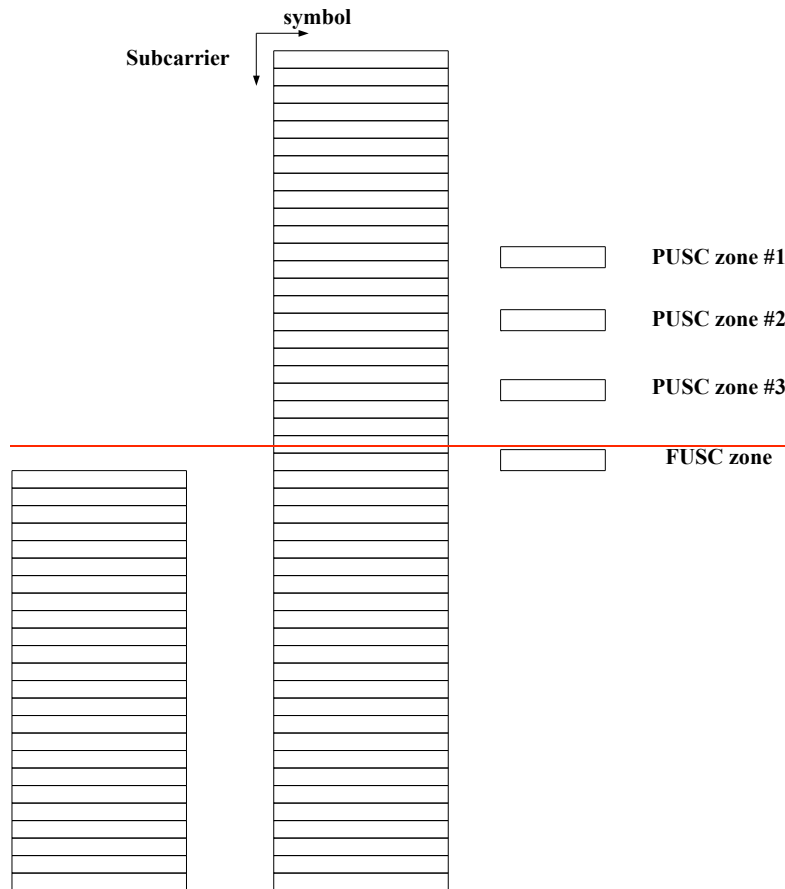 symbol
Subcarrier
PUSC zone #1
PUSC zone #2
PUSC zone #3
FUSC zone